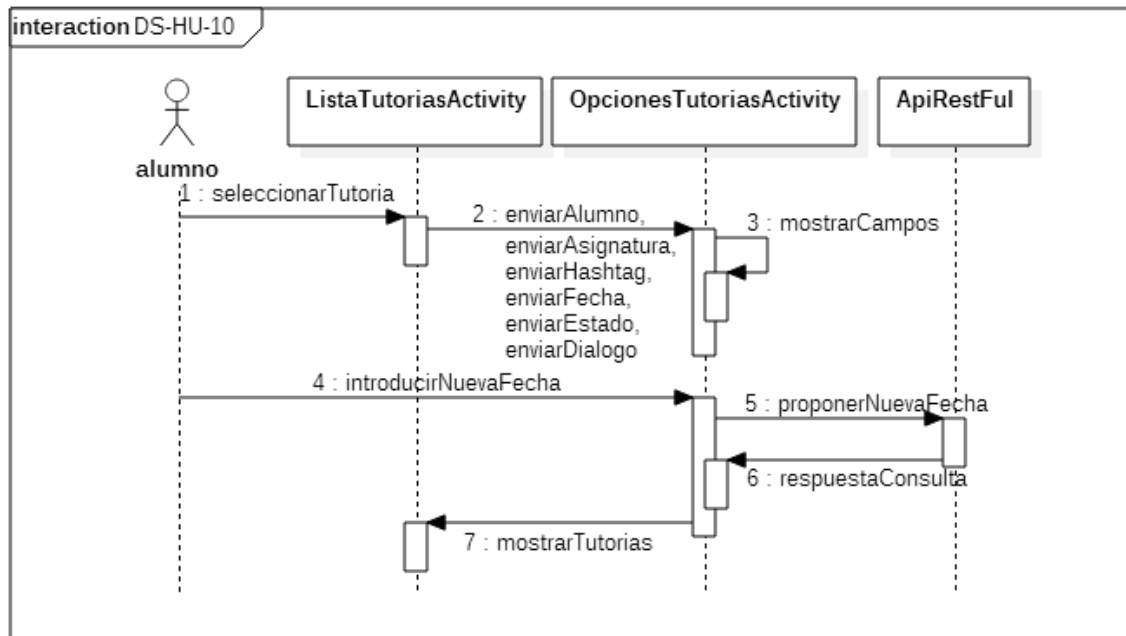 interaction DS-HU-10
ListaTutoriasActivity
OpcionesTutoriasActivity
ApiRestFul
alumno
1 : seleccionarTutoria
2 : enviarAlumno,
enviarAsignatura,
enviarHashtag,
enviarFecha,
enviarEstado,
enviarDialogo
3 : mostrarCampos
4 : introducirNuevaFecha
5 : proponerNuevaFecha
6 : respuestaConsulta
7 : mostrarTutorias